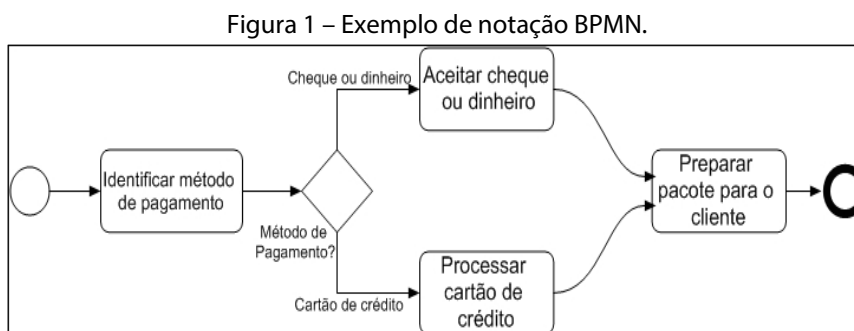 Figura 1 – Exemplo de notação BPMN.
Cheque ou dinheiro
Aceitar cheque
ou dinheiro
Identificar método
de pagamento
Método de
Pagamento?
Preparar
pacote para o
cliente
Cartão de crédito
Processar
cartão de
crédito